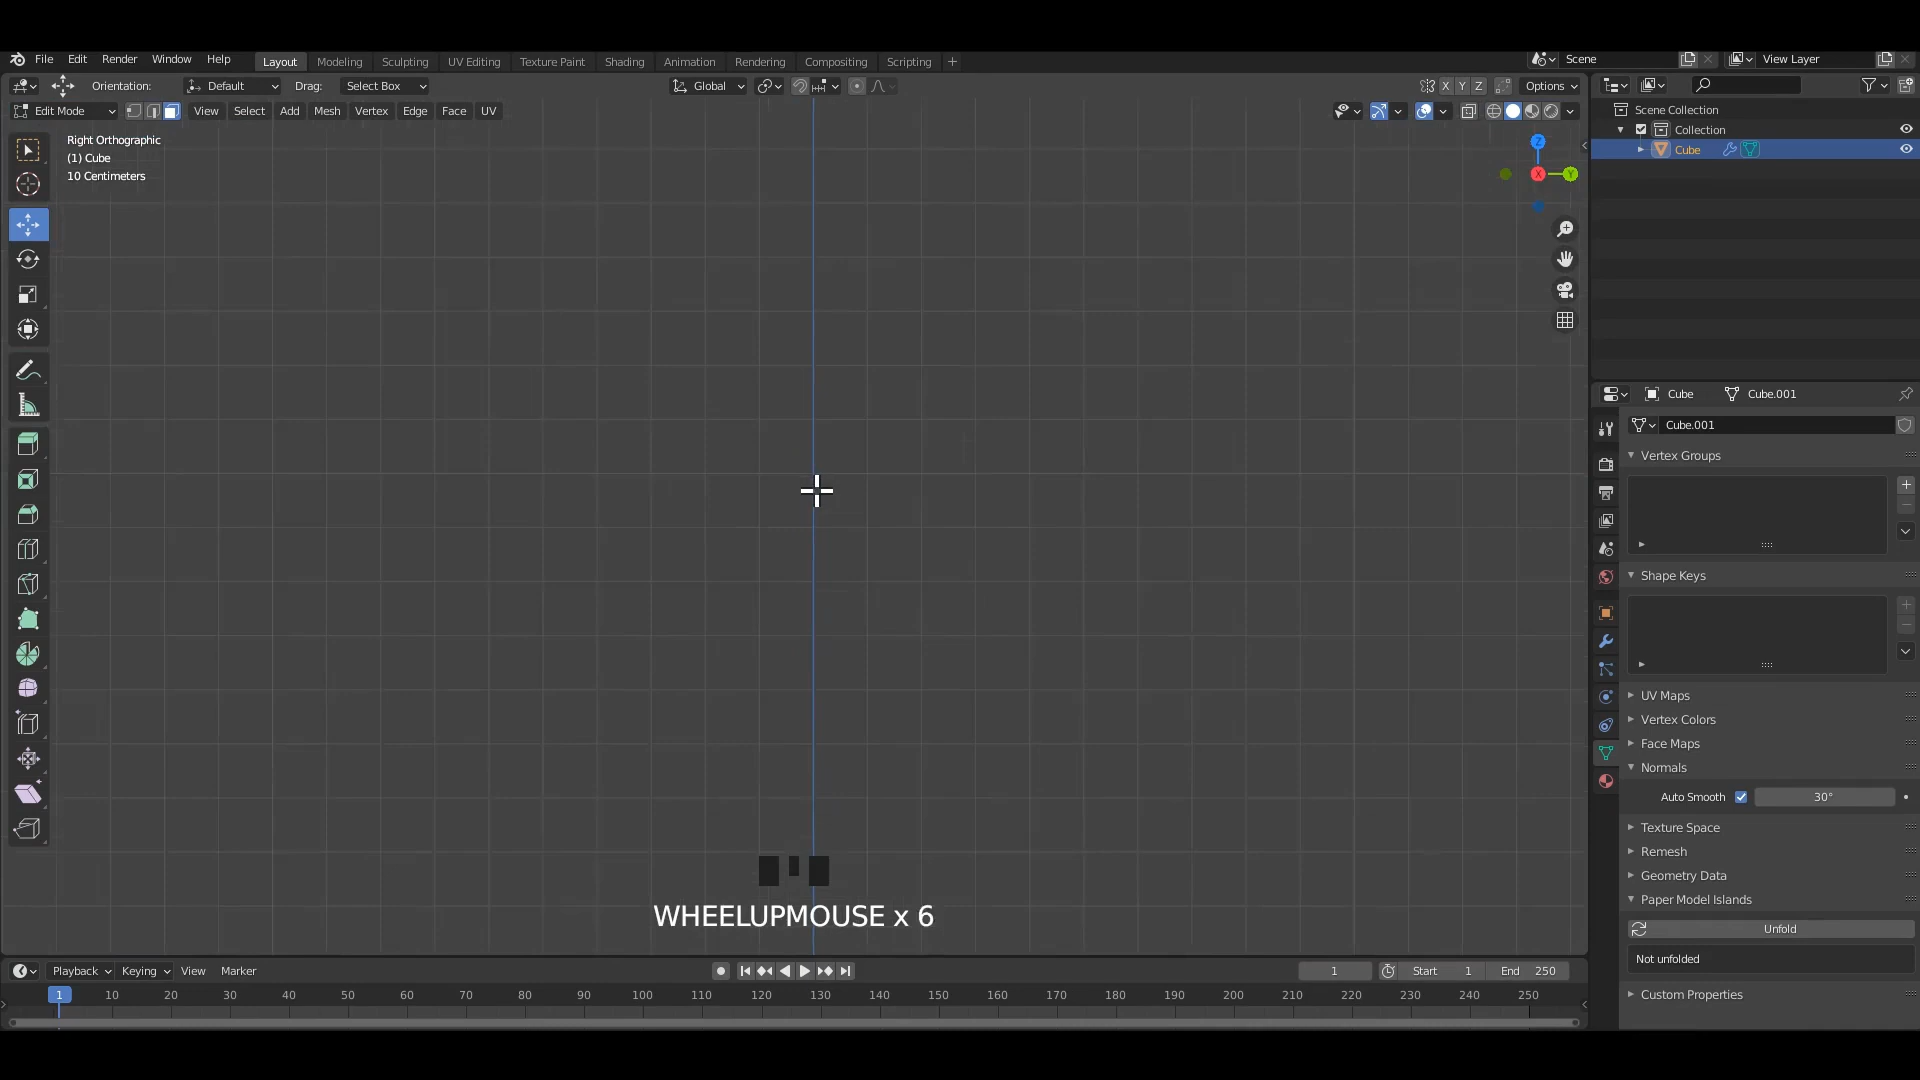 File Edit Render Window Help Layout Modeling Sculpting UV Editing Texture Paint Shading Animation Rendering Compositing Scripting Scene View Layer
Orientation: Default Drag: Select Box Global X Y Z Options
Edit Mode View Select Add Mesh Vertex Edge Face UV
Right Orthographic
(1) Cube
10 Centimeters
Z
X
Y
Scene Collection
Collection
Cube
Cube Cube.001
Cube.001
Vertex Groups
Shape Keys
UV Maps
Vertex Colors
Face Maps
Normals
Auto Smooth 30°
Texture Space
Remesh
Geometry Data
Paper Model Islands
Unfold
Not unfolded
Custom Properties
WHEELUPMOUSE x 6
Playback Keying View Marker 1 Start 1 End 250
1 10 20 30 40 50 60 70 80 90 100 110 120 130 140 150 160 170 180 190 200 210 220 230 240 250